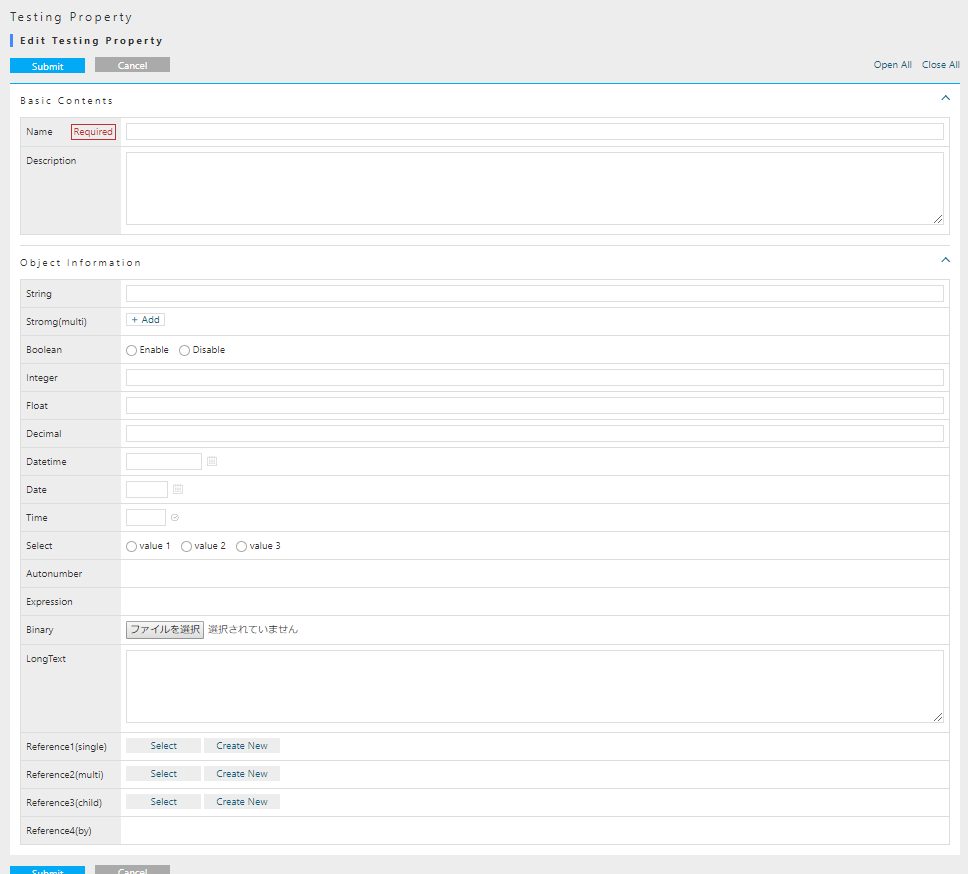 Testing Property
Edit Testing Property
Submit Cancel Open All Close All
Basic Contents
Name Required
Description
Object Information
String
Stromg(multi) + Add
Boolean Enable Disable
Integer
Float
Decimal
Datetime
Date
Time
Select value 1 value 2 value 3
Autonumber
Expression
Binary ファイルを選択 選択されていません
LongText
Reference1(single) Select Create New
Reference2(multi) Select Create New
Reference3(child) Select Create New
Reference4(by)
Submit Cancel